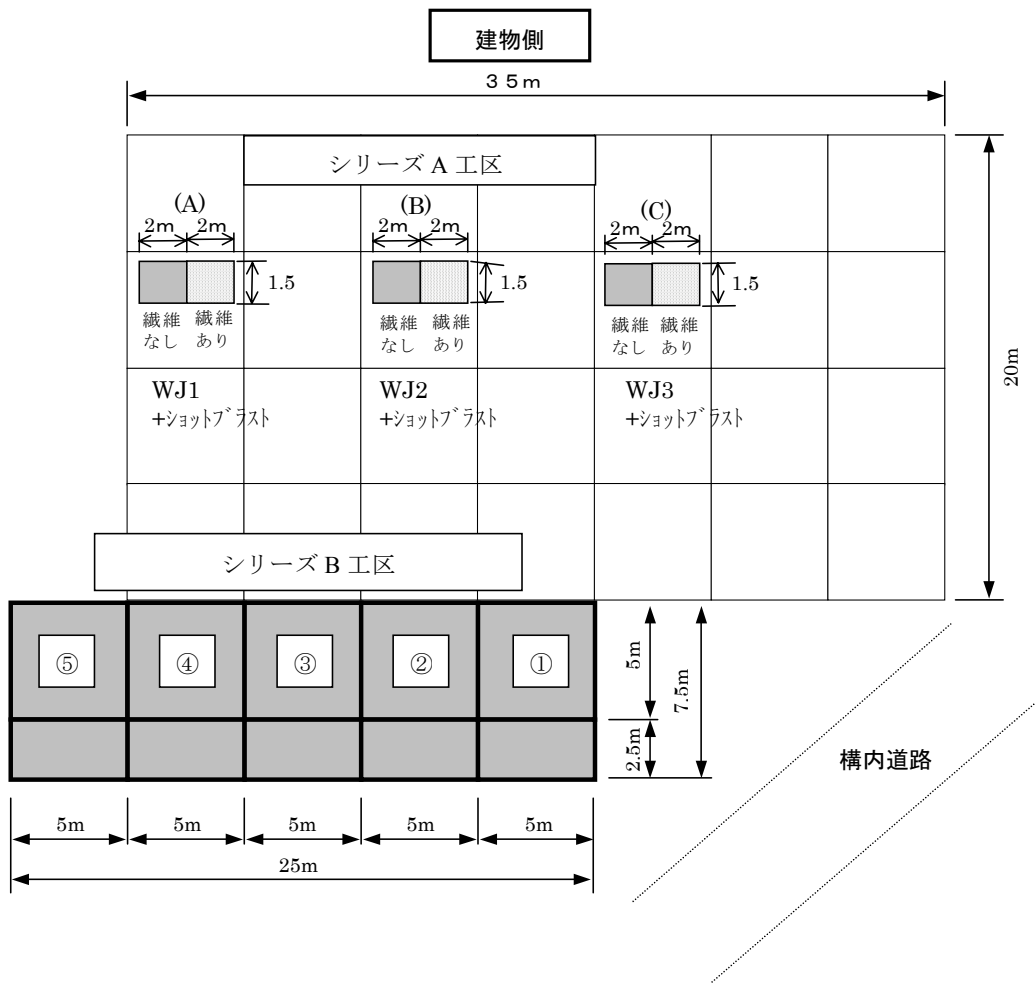 建物側
３５ｍ
シリーズ A 工区
(A)
(B)
(C)
2m 2m
2m 2m
2m 2m
1.5
1.5
1.5
繊維 繊維
なし あり
繊維 繊維
なし あり
繊維 繊維
なし あり
20m
WJ1
+ｼｮｯﾄﾌﾞﾗｽﾄ
WJ2
+ｼｮｯﾄﾌﾞﾗｽﾄ
WJ3
+ｼｮｯﾄﾌﾞﾗｽﾄ
シリーズ B 工区
⑤ ④ ③ ② ①
5m
7.5m
2.5m
構内道路
5m 5m 5m 5m 5m
25m